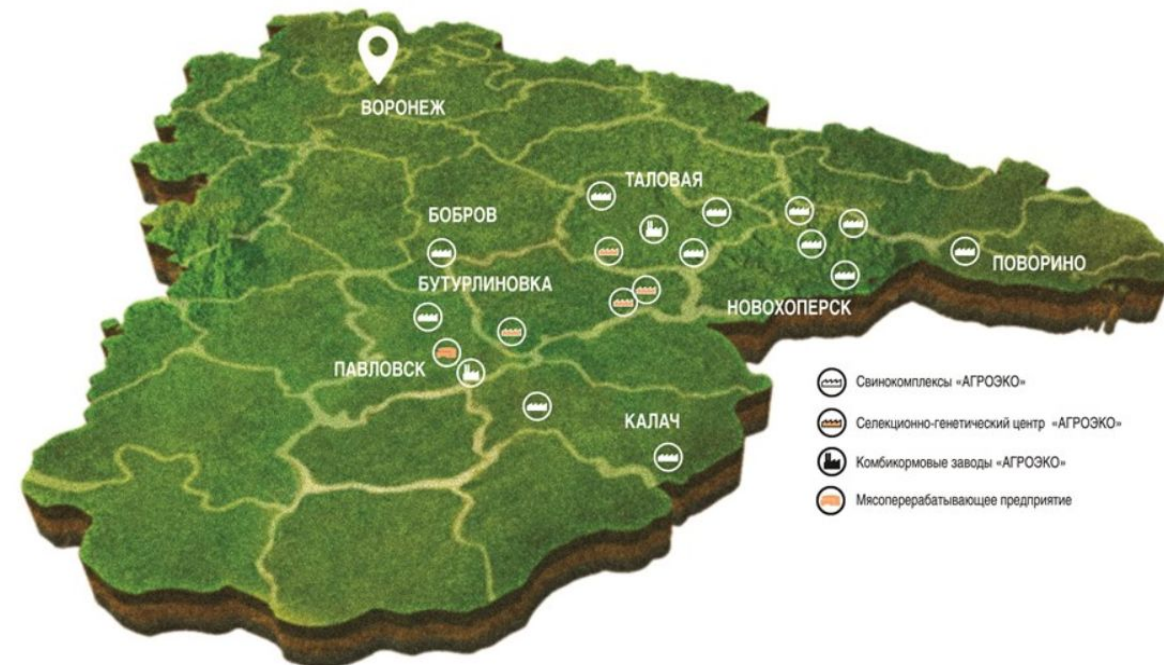 ВОРОНЕЖ
ТАЛОВАЯ
БОБРОВ
ПОВОРИНО
БУТУРЛИНОВКА
НОВОХОПЕРСК
ПАВЛОВСК
КАЛАЧ
Свинокомплексы «АГРОЭКО»
Селекционно-генетический центр «АГРОЭКО»
Комбикормовые заводы «АГРОЭКО»
Мясоперерабатывающее предприятие